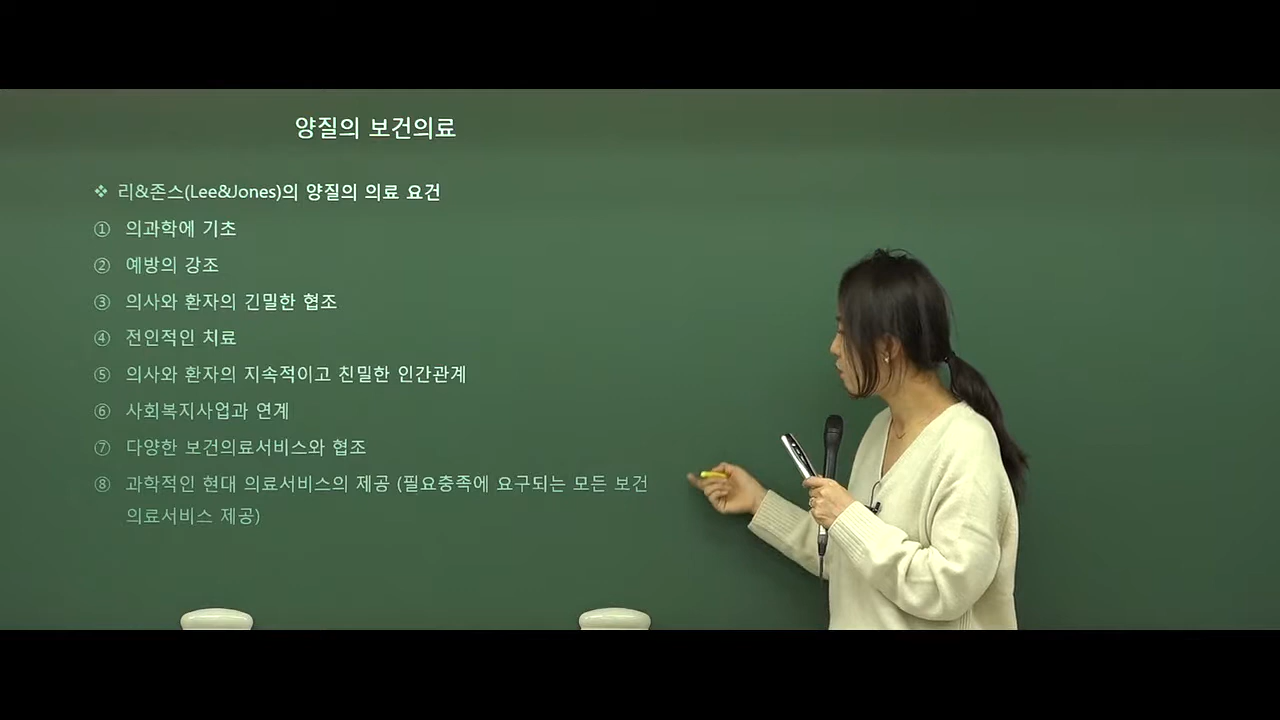 양질의 보건의료
❖ 리&존스(Lee&Jones)의 양질의 의료 요건
① 의과학에 기초
② 예방의 강조
③ 의사와 환자의 긴밀한 협조
④ 전인적인 치료
⑤ 의사와 환자의 지속적이고 친밀한 인간관계
⑥ 사회복지사업과 연계
⑦ 다양한 보건의료서비스와 협조
⑧ 과학적인 현대 의료서비스의 제공 (필요충족에 요구되는 모든 보건
의료서비스 제공)